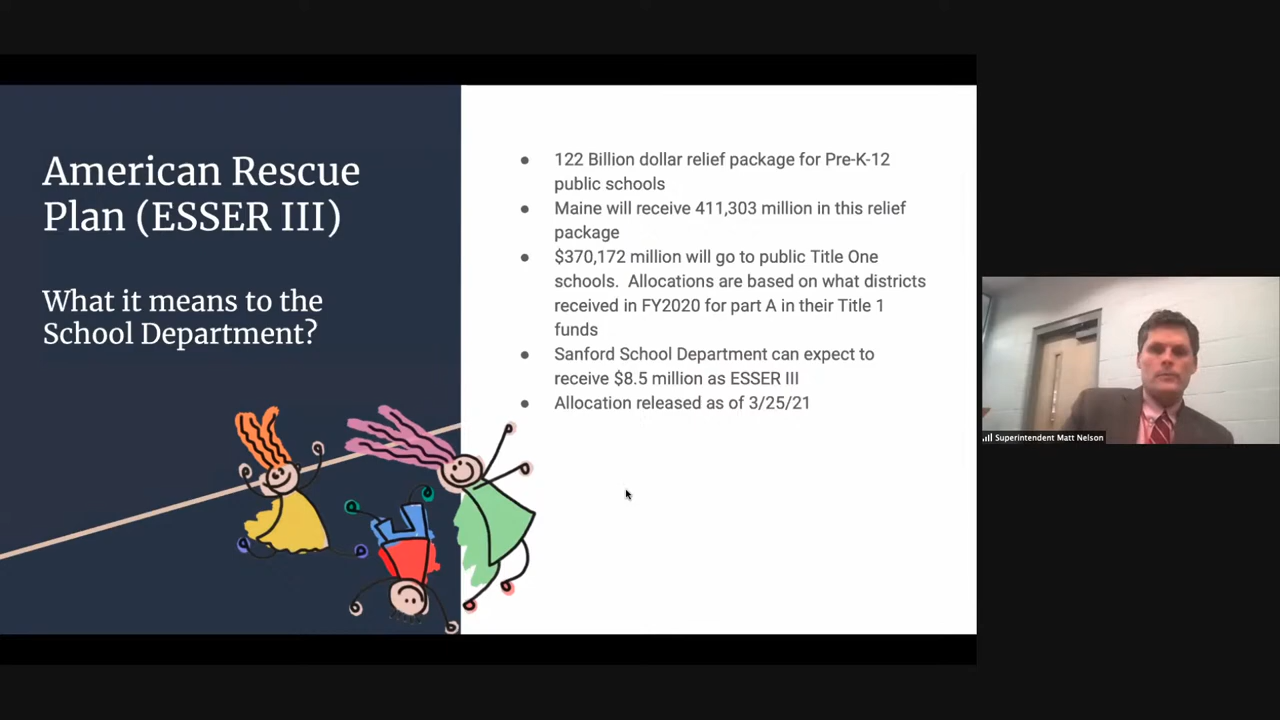 American Rescue
Plan (ESSER III)
What it means to the
School Department?
● 122 Billion dollar relief package for Pre-K-12
public schools
● Maine will receive 411,303 million in this relief
package
● $370,172 million will go to public Title One
schools.  Allocations are based on what districts
received in FY2020 for part A in their Title 1
funds
● Sanford School Department can expect to
receive $8.5 million as ESSER III
● Allocation released as of 3/25/21
Superintendent Matt Nelson